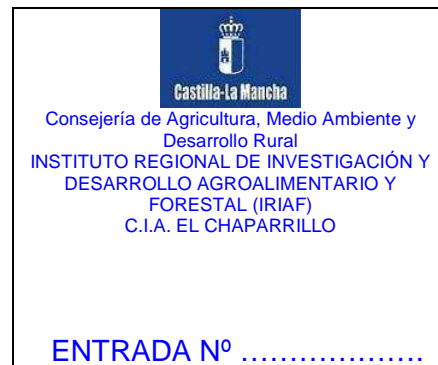 Castilla-La Mancha
Consejería de Agricultura, Medio Ambiente y
Desarrollo Rural
INSTITUTO REGIONAL DE INVESTIGACIÓN Y
DESARROLLO AGROALIMENTARIO Y
FORESTAL (IRIAF)
C.I.A. EL CHAPARRILLO
ENTRADA Nº ...................